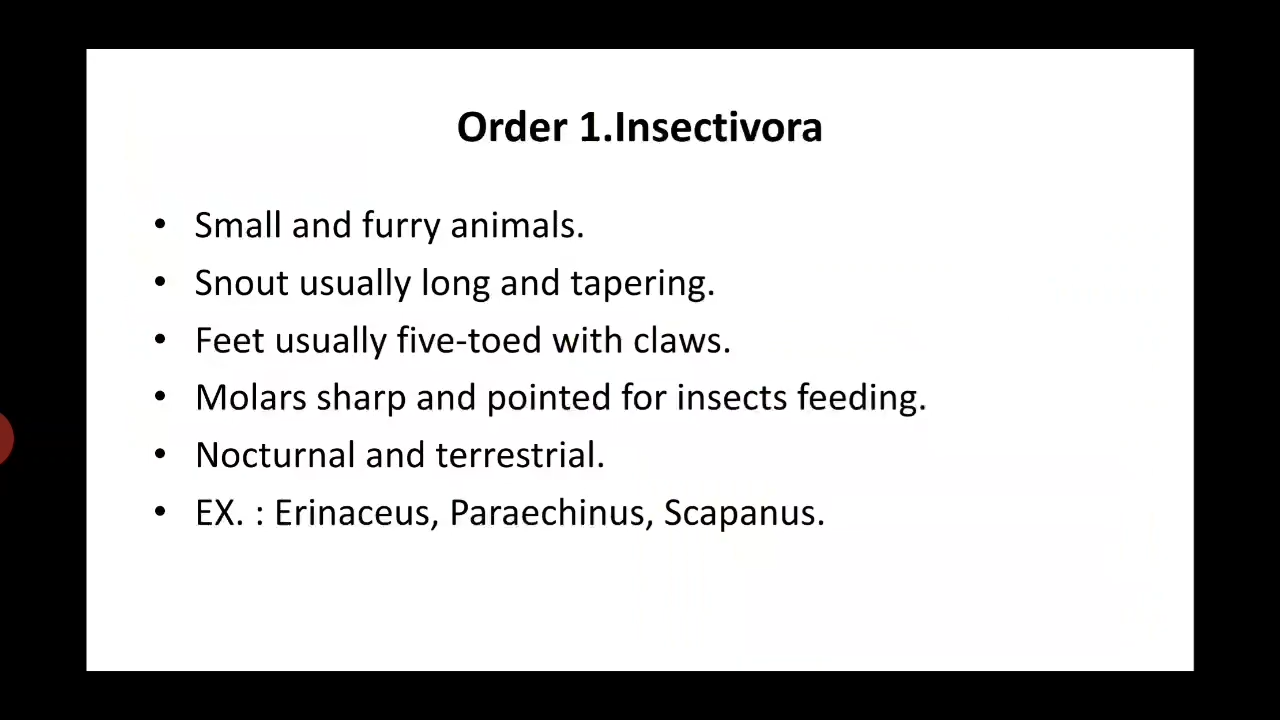 Order 1.Insectivora
• Small and furry animals.
• Snout usually long and tapering.
• Feet usually five-toed with claws.
• Molars sharp and pointed for insects feeding.
• Nocturnal and terrestrial.
• EX. : Erinaceus, Paraechinus, Scapanus.